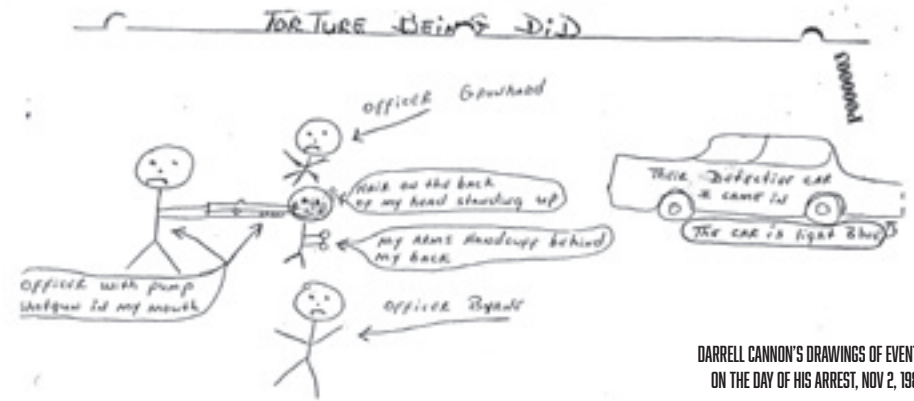 TORTURE BEING DID
OFFICER
HAIR ON the back
of my head standing up
my ARMS Handcuff behind
my back
Their Detective CAR
I came in
The CAR is light Blue
OFFICER with pump
shotgun in my mouth
OFFICER Byrne
DARRELL CANNON'S DRAWINGS OF EVENT
ON THE DAY OF HIS ARREST, NOV 2, 198